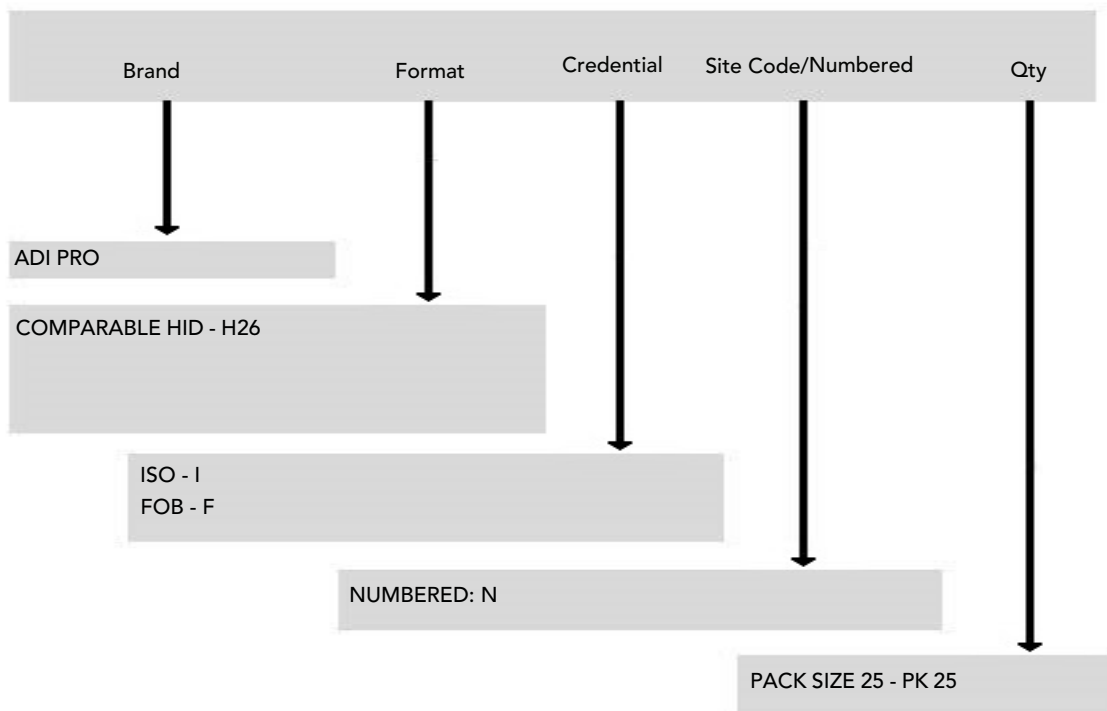 Brand Format Credential Site Code/Numbered Qty
ADI PRO
COMPARABLE HID - H26
ISO - I
FOB - F
NUMBERED: N
PACK SIZE 25 - PK 25